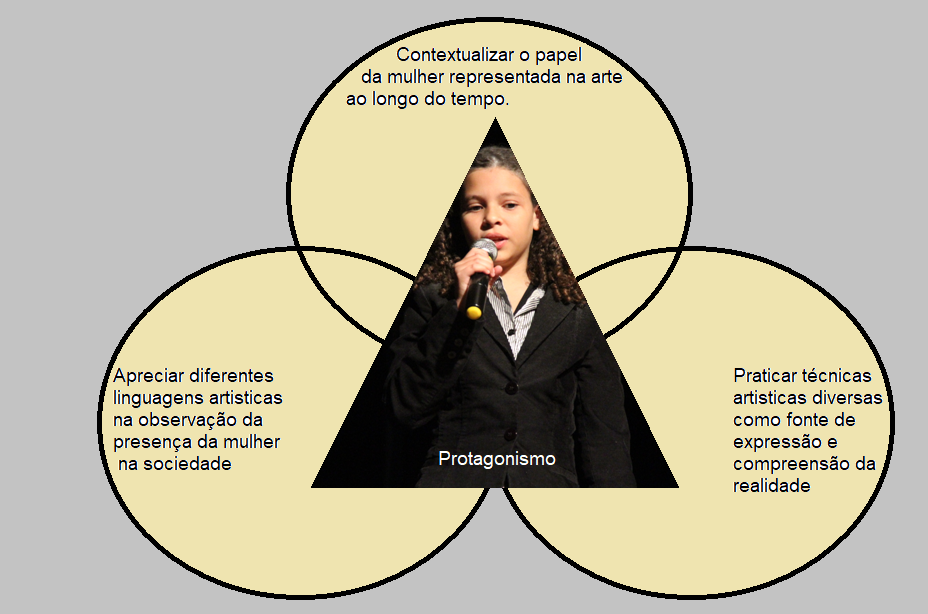 Contextualizar o papel
da mulher representada na arte
ao longo do tempo.
Apreciar diferentes
linguagens artisticas
na observação da
presença da mulher
na sociedade
Praticar técnicas
artisticas diversas
como fonte de
expressão e
compreensão da
realidade
Protagonismo